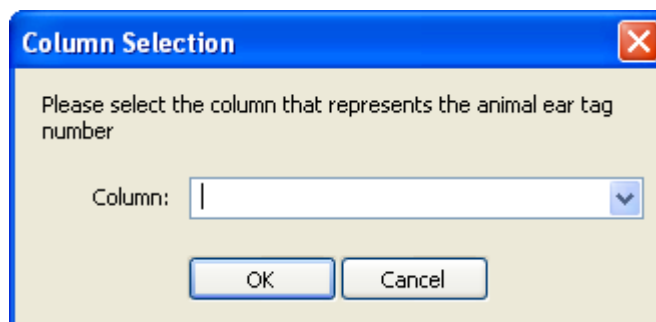 Column Selection
Please select the column that represents the animal ear tag
number
Column:
OK Cancel